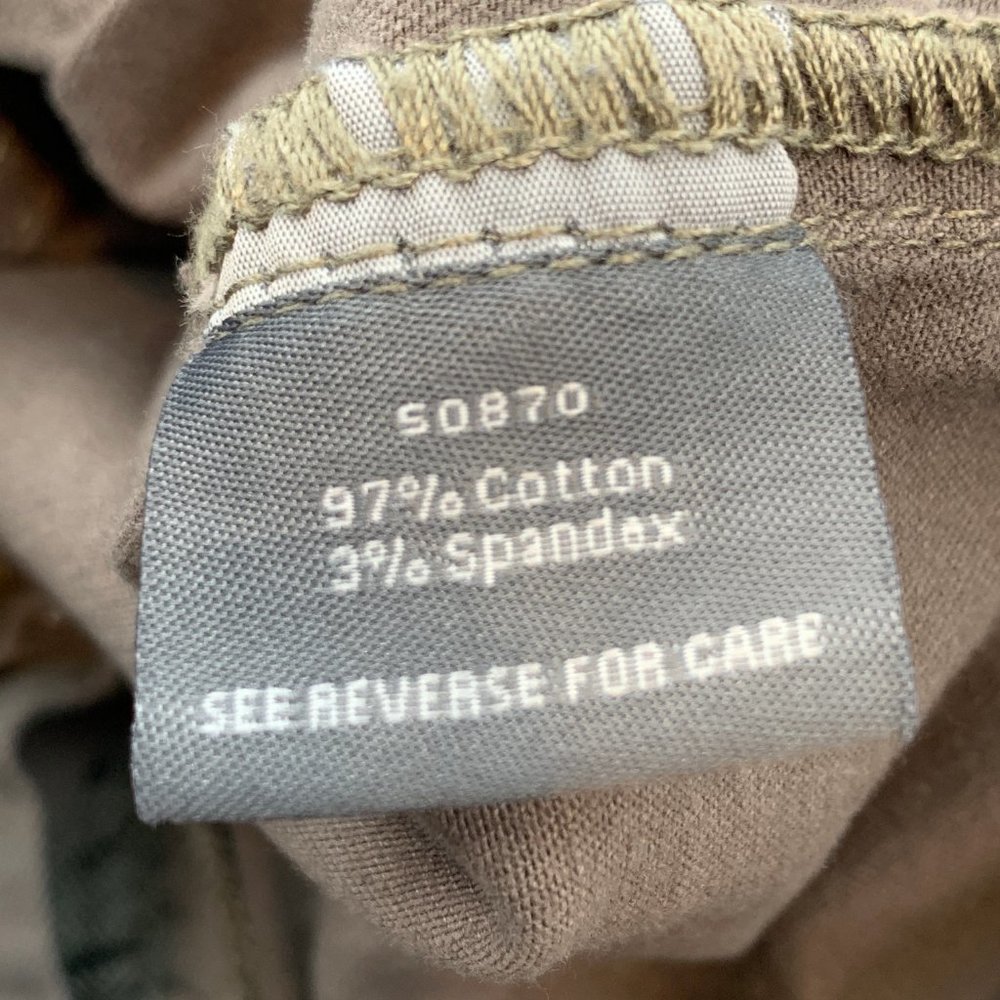 S0870
97% Cotton
3% Spandex
SEE REVERSE FOR CARE